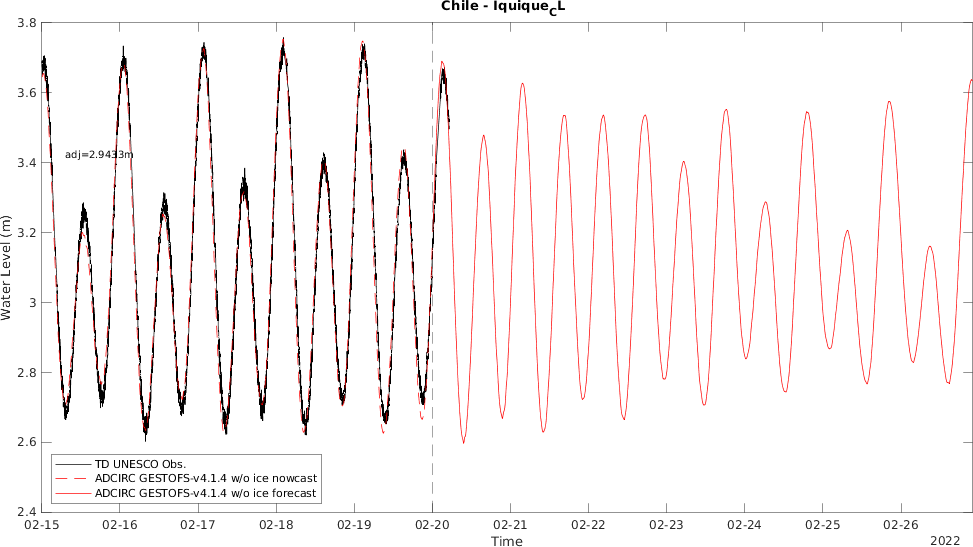 Chile - Iquique_CL
3.8
3.6
3.4
3.2
3
2.8
2.6
2.4
Water Level (m)
adj=2.9433m
TD UNESCO Obs.
ADCIRC GESTOFS-v4.1.4 w/o ice nowcast
ADCIRC GESTOFS-v4.1.4 w/o ice forecast
02-15 02-16 02-17 02-18 02-19 02-20 02-21 02-22 02-23 02-24 02-25 02-26
Time
2022